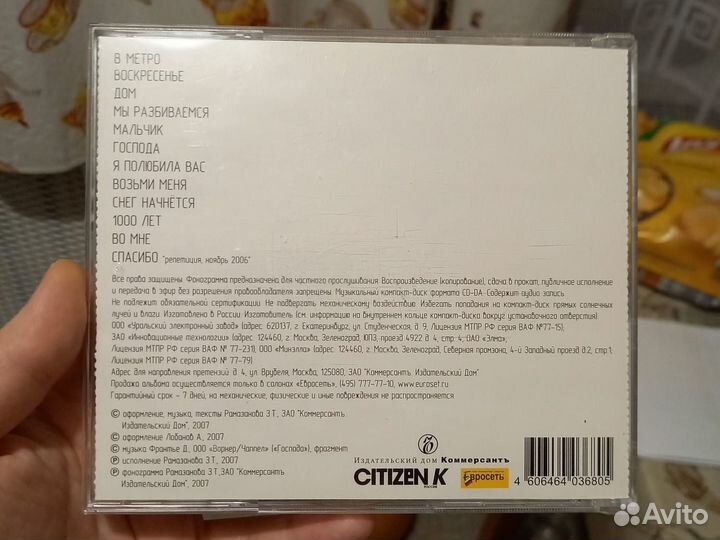 В МЕТРО
ВОСКРЕСЕНЬЕ
ДОМ
МЫ РАЗБИВАЕМСЯ
МАЛЬЧИК
ГОСПОДА
Я ПОЛЮБИЛА ВАС
ВОЗЬМИ МЕНЯ
СНЕГ НАЧНЁТСЯ
1000 ЛЕТ
ВО МНЕ
СПАСИБО "репетиция, ноябрь 2006"
Все права защищены. Фонограмма предназначена для частного прослушивания. Воспроизведение (копирование), сдача в прокат, публичное исполнение
и передача в эфир без разрешения правообладателя запрещены. Музыкальный компакт-диск формата CD-DA. Содержит аудио запись.
Не подлежит обязательной сертификации. Не подвергать механическому воздействию. Избегать попадания на компакт-диск прямых солнечных
лучей и влаги. Изготовлено в России. Изготовитель (см. информацию на внутреннем кольце компакт-диска вокруг установочного отверстия).
ООО «Уральский электронный завод» (адрес: 620137, г. Екатеринбург, ул. Студенческая, д. 9, Лицензия МПТР РФ серия ВАФ №77-15);
ЗАО «Инновационные технологии» (адрес: 124460, г. Москва, Зеленоград, ЮПЗ, проезд 4922 д. 4, стр.4; ОАО «Элма»;
Лицензия МТПР РФ серия ВАФ № 77-231); ООО «Монэлла» (адрес: 124460, г. Москва, Зеленоград, Северная промзона, 4-й Западный проезд д.2, стр.1;
Лицензия МТПР РФ серия ВАФ № 77-79)
Адрес для направления претензий д. 4, ул. Врубеля, Москва, 125080, ЗАО "Коммерсантъ. Издательский Дом"
Продажа альбома осуществляется только в салонах «Евросеть», (495) 777-77-10, www.euroset.ru
Гарантийный срок - 7 дней, на механические, физические и иные повреждения не распространяется
© оформление, музыка, тексты Рамазанова З.Т., ЗАО "Коммерсантъ.
Издательский Дом", 2007
© оформление Лобанов А., 2007
© музыка Франтье Д., ООО «Ворнер/Чаппел» («Господа»), фрагмент
℗ исполнение Рамазанова З.Т., 2007
℗ фонограмма Рамазанова З.Т., ЗАО "Коммерсантъ.
Издательский Дом", 2007
Издательский дом Коммерсантъ
CITIZEN K
Евросеть
4 606464 036805
Avito